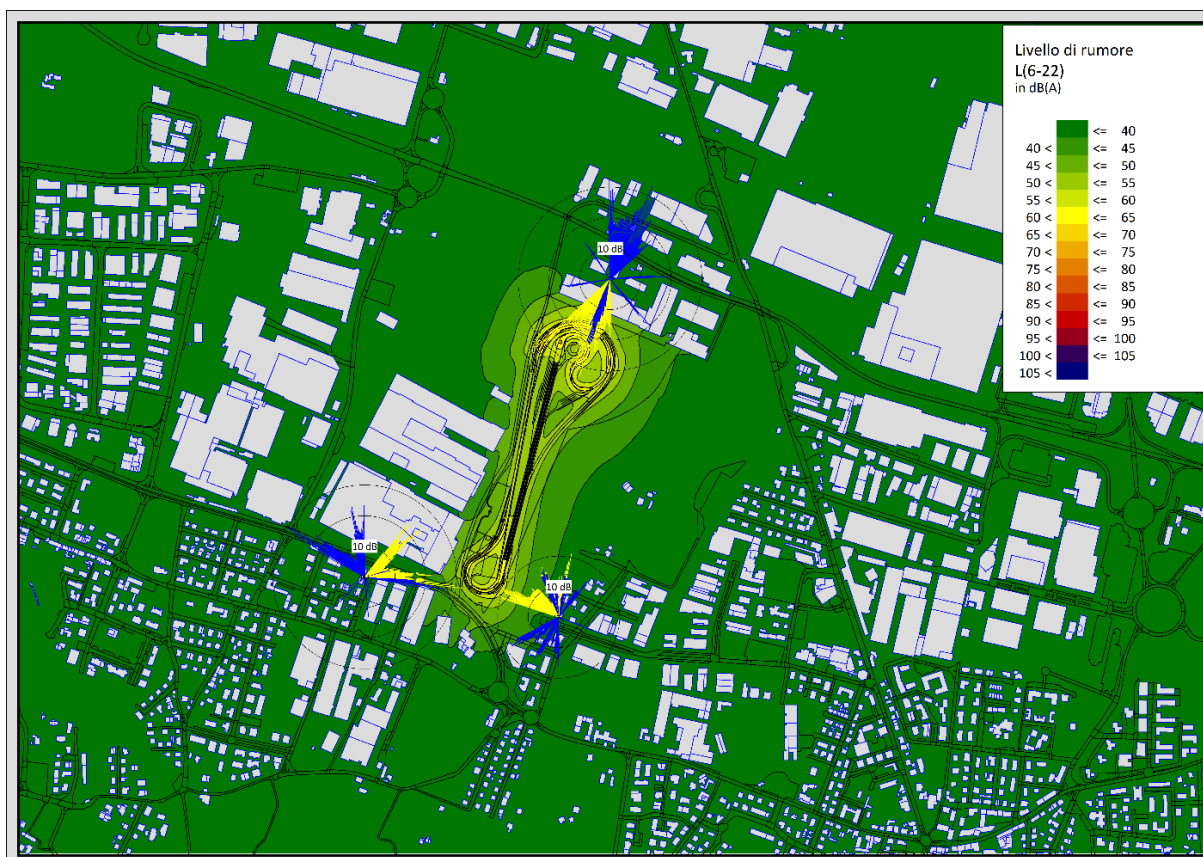 Livello di rumore
L(6-22)
in dB(A)
<= 40
40 < <= 45
45 < <= 50
50 < <= 55
55 < <= 60
60 < <= 65
65 < <= 70
70 < <= 75
75 < <= 80
80 < <= 85
85 < <= 90
90 < <= 95
95 < <= 100
100 < <= 105
105 <
10 dB
10 dB
10 dB